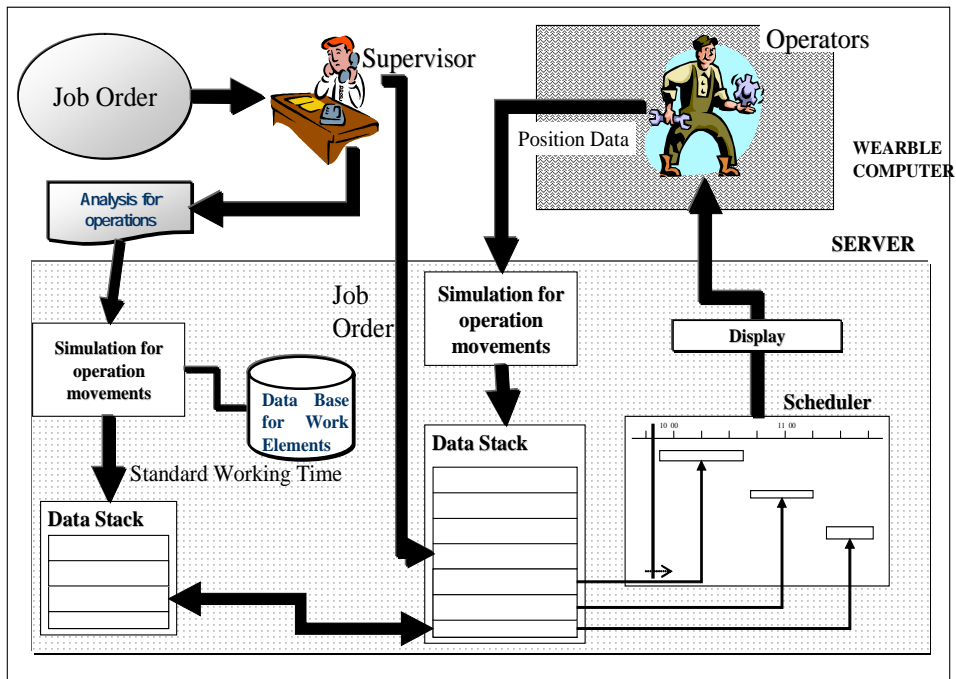 Job Order
Supervisor
Operators
Position Data
WEARBLE
COMPUTER
Analysis for
operations
SERVER
Job
Order
Simulation for
operation
movements
Simulation for
operation
movements
Display
Data Base
for Work
Elements
Scheduler
10 00
11 00
Data Stack
Standard Working Time
Data Stack